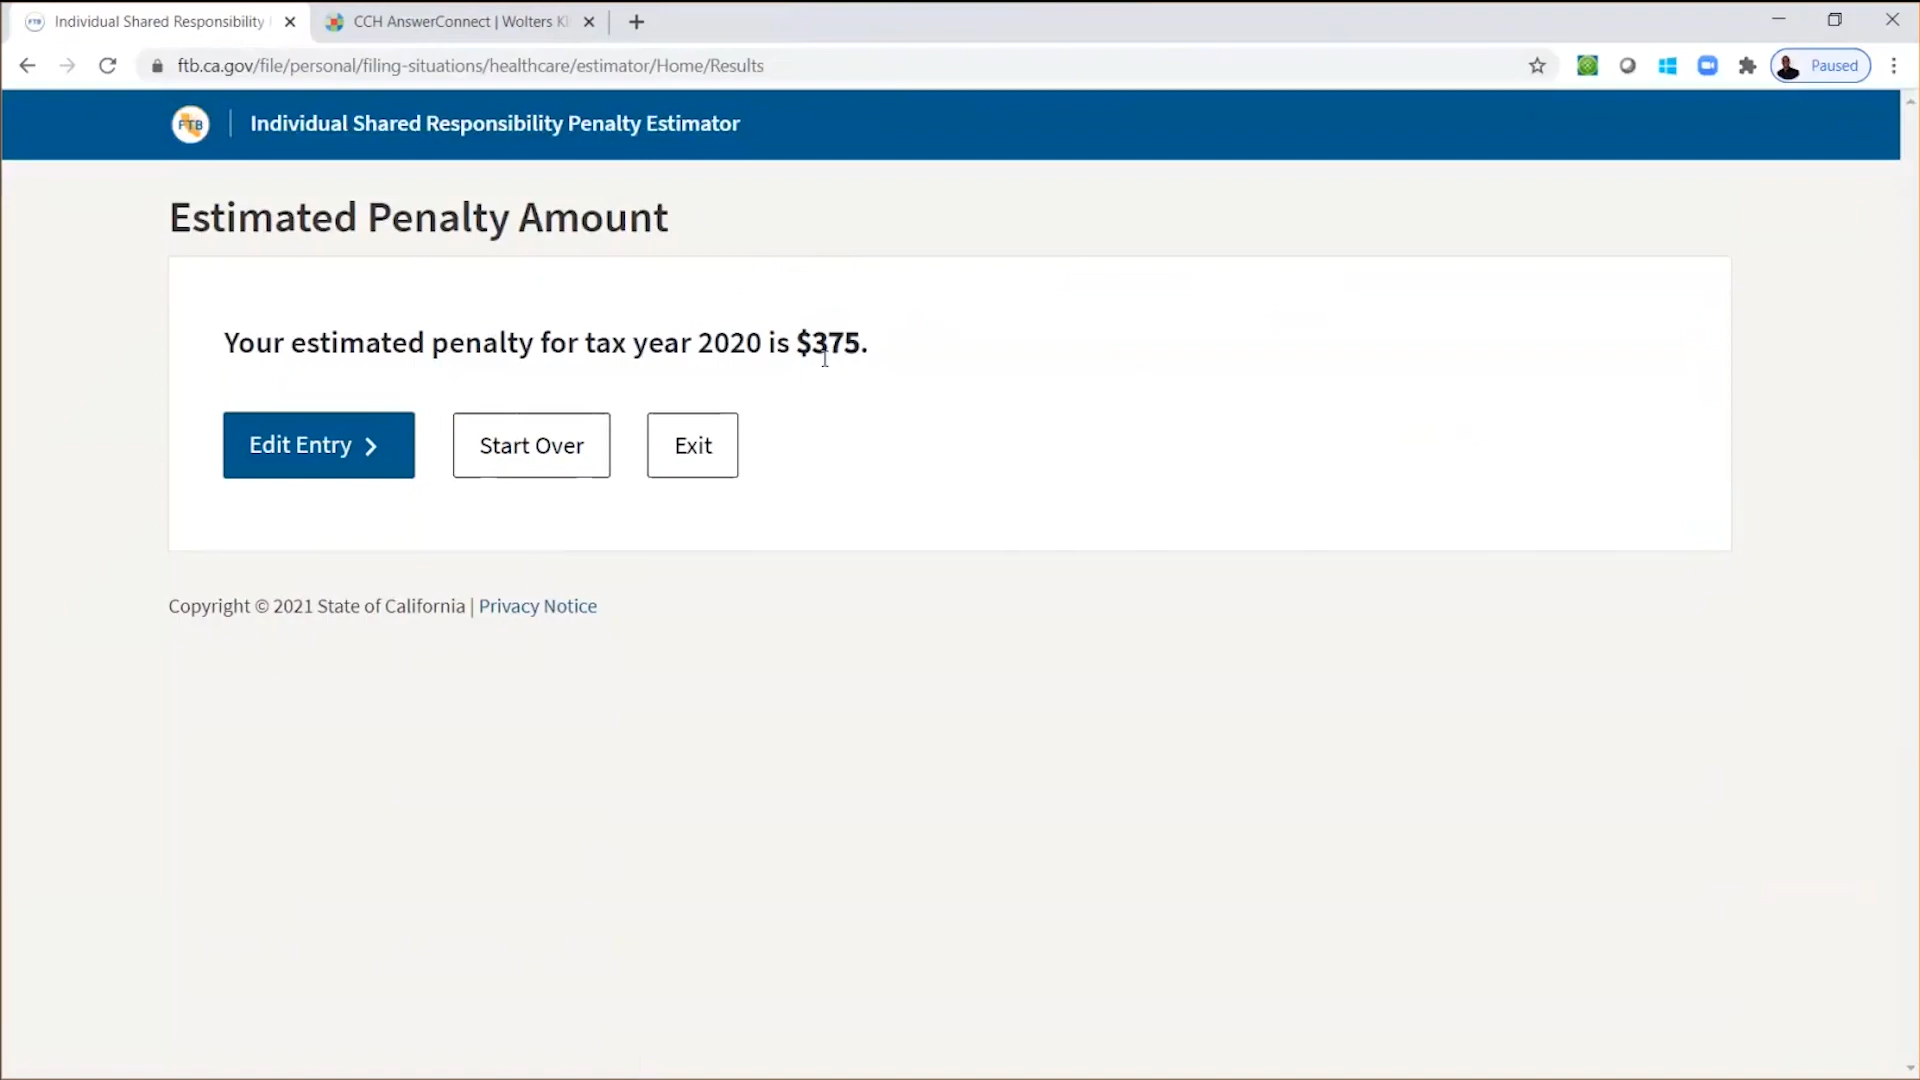 Individual Shared Responsibility
CCH AnswerConnect | Wolters Kl
ftb.ca.gov/file/personal/filing-situations/healthcare/estimator/Home/Results
Paused
FTB
Individual Shared Responsibility Penalty Estimator
Estimated Penalty Amount
Your estimated penalty for tax year 2020 is $375.
Edit Entry
Start Over
Exit
Copyright © 2021 State of California | Privacy Notice